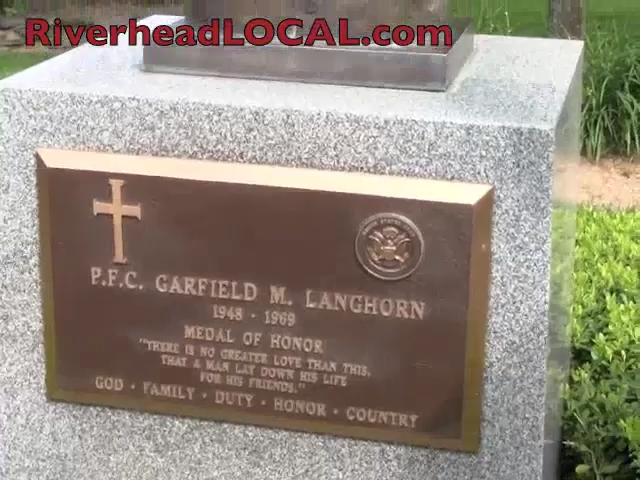 RiverheadLOCAL.com
P.F.C. GARFIELD M. LANGHORN
1948 - 1969
MEDAL OF HONOR
"THERE IS NO GREATER LOVE THAN THIS,
THAT A MAN LAY DOWN HIS LIFE
FOR HIS FRIENDS."
GOD · FAMILY · DUTY · HONOR · COUNTRY